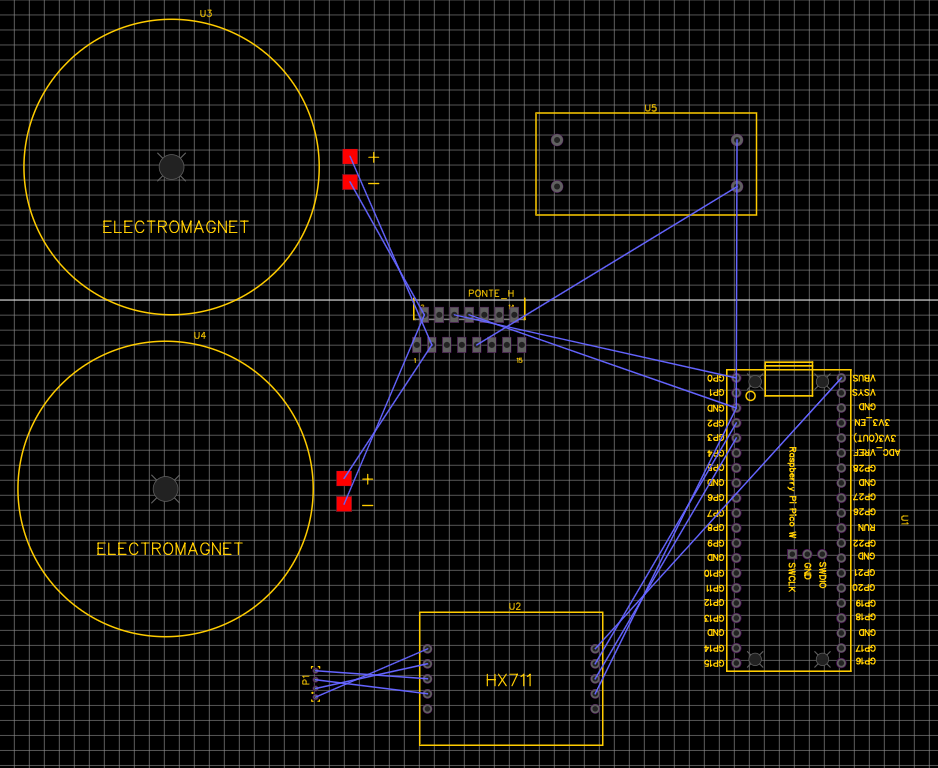 U3
ELECTROMAGNET
+
−
U5
PONTE_H
2
1
15
U4
ELECTROMAGNET
+
−
U2
HX711
P1
U1
Raspberry Pi Pico W
GP0
GP1
GND
GP2
GP3
GP4
GP5
GND
GP6
GP7
GP8
GP9
GND
GP10
GP11
GP12
GP13
GND
GP14
GP15
VBUS
VSYS
GND
3V3_EN
3V3(OUT)
ADC_VREF
GP28
GND
GP27
GP26
RUN
GP22
GND
GP21
GP20
GP19
GP18
GND
GP17
GP16
SWCLK
GND
SWDIO